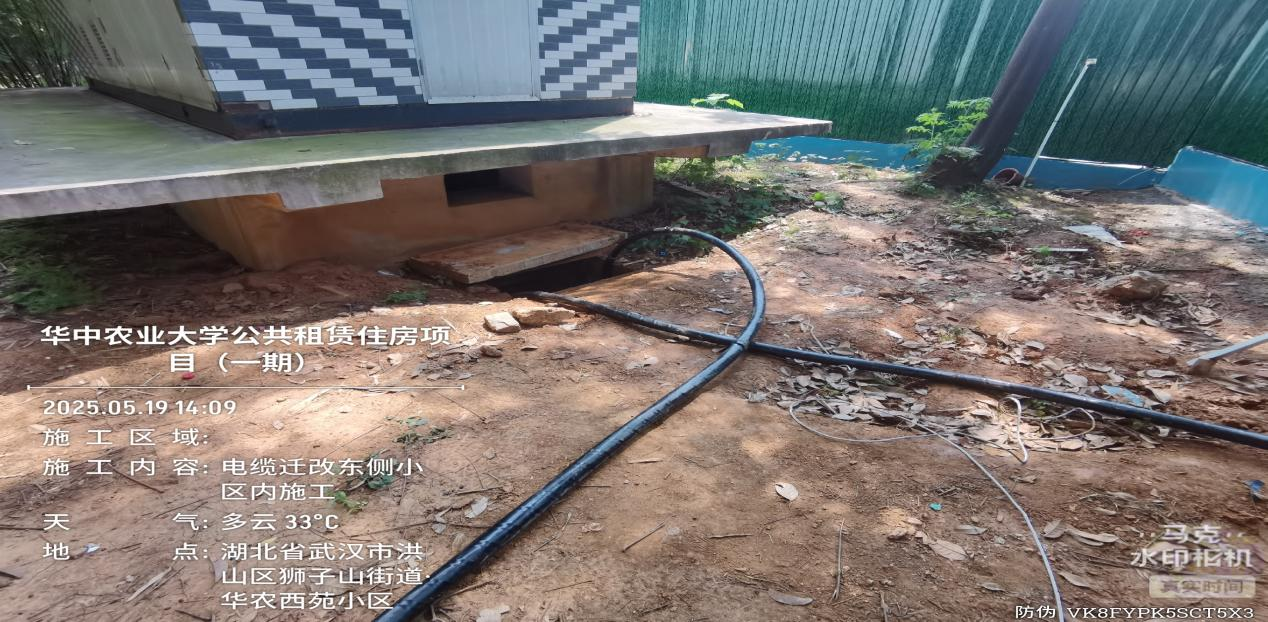 华中农业大学公共租赁住房项
目（一期）
2025.05.19 14:09
施工区域:
施工内容: 电缆迁改东侧小
区内施工
天气: 多云 33℃
地点: 湖北省武汉市洪
山区狮子山街道·
华农西苑小区
马克
水印相机
真实时间
防伪 VK8FYPK5SCT5X3